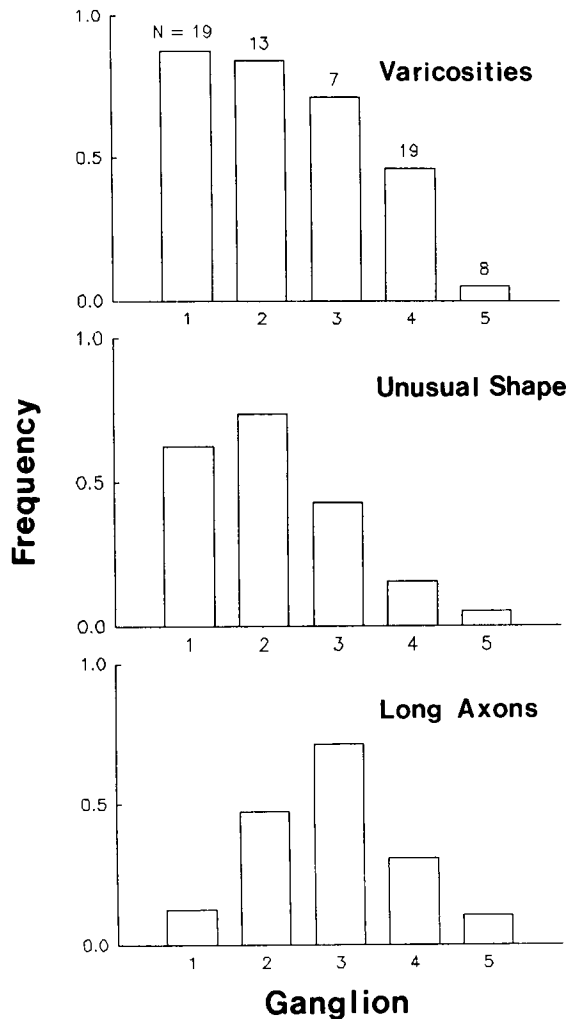 1.0
N = 19
13
7
19
8
Varicosities
0.5
0.0
1 2 3 4 5
1.0
Unusual Shape
0.5
0.0
1 2 3 4 5
1.0
Long Axons
0.5
0.0
1 2 3 4 5
Frequency
Ganglion